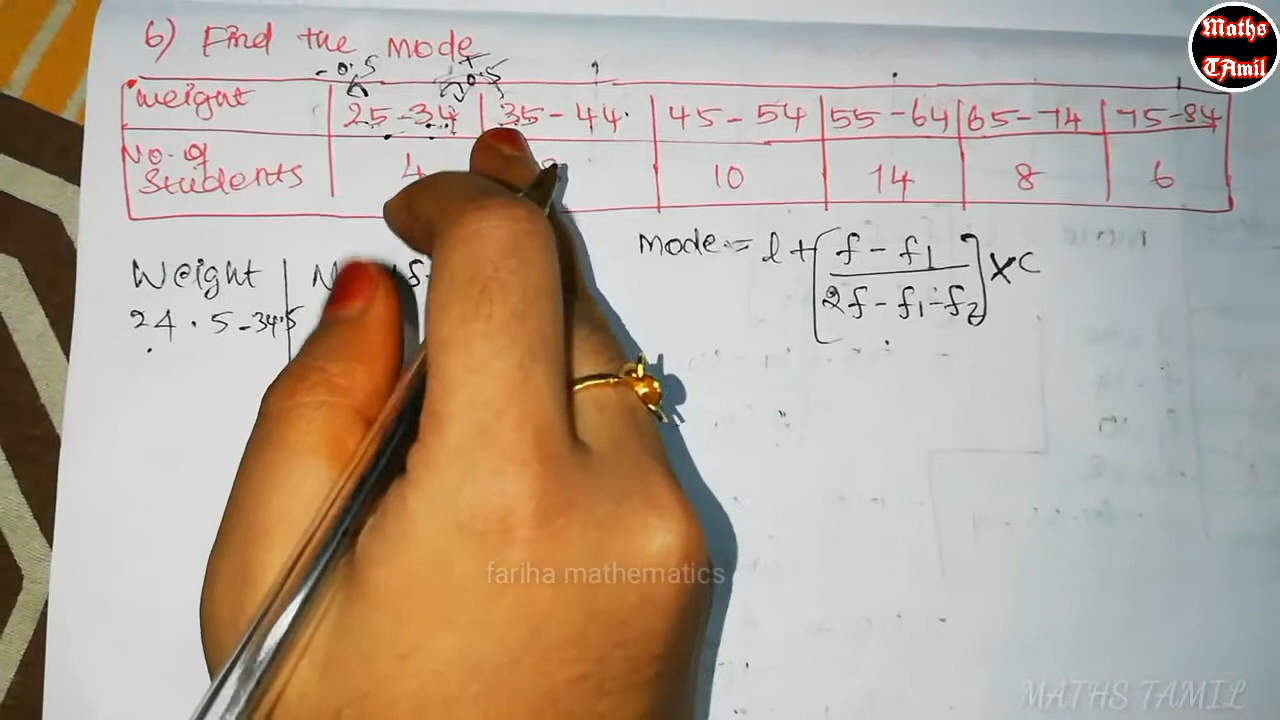 Maths
TAmil
6) Find the mode
-0.5 +0.5
Weight 25-34 35-44 45-54 55-64 65-74 75-84
No. of
Students 4 10 14 8 6
Mode = l + [f - f1 / 2f - f1 - f2] × C
Weight
24.5-34.5
fariha mathematics
MATHS TAMIL